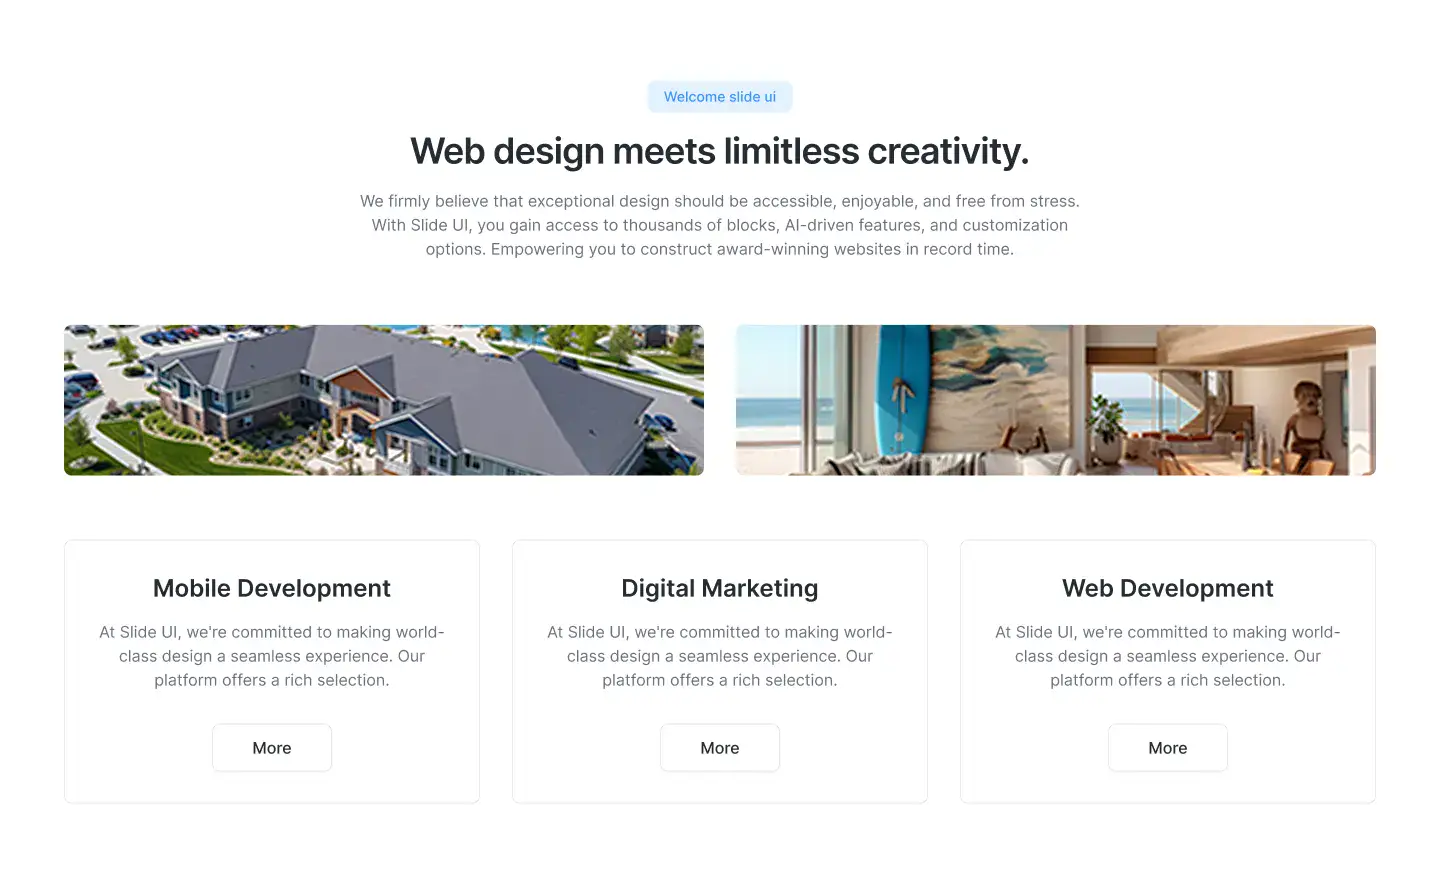 Welcome slide ui
Web design meets limitless creativity.
We firmly believe that exceptional design should be accessible, enjoyable, and free from stress.
With Slide UI, you gain access to thousands of blocks, AI-driven features, and customization
options. Empowering you to construct award-winning websites in record time.
Mobile Development
At Slide UI, we're committed to making world-
class design a seamless experience. Our
platform offers a rich selection.
More
Digital Marketing
At Slide UI, we're committed to making world-
class design a seamless experience. Our
platform offers a rich selection.
More
Web Development
At Slide UI, we're committed to making world-
class design a seamless experience. Our
platform offers a rich selection.
More